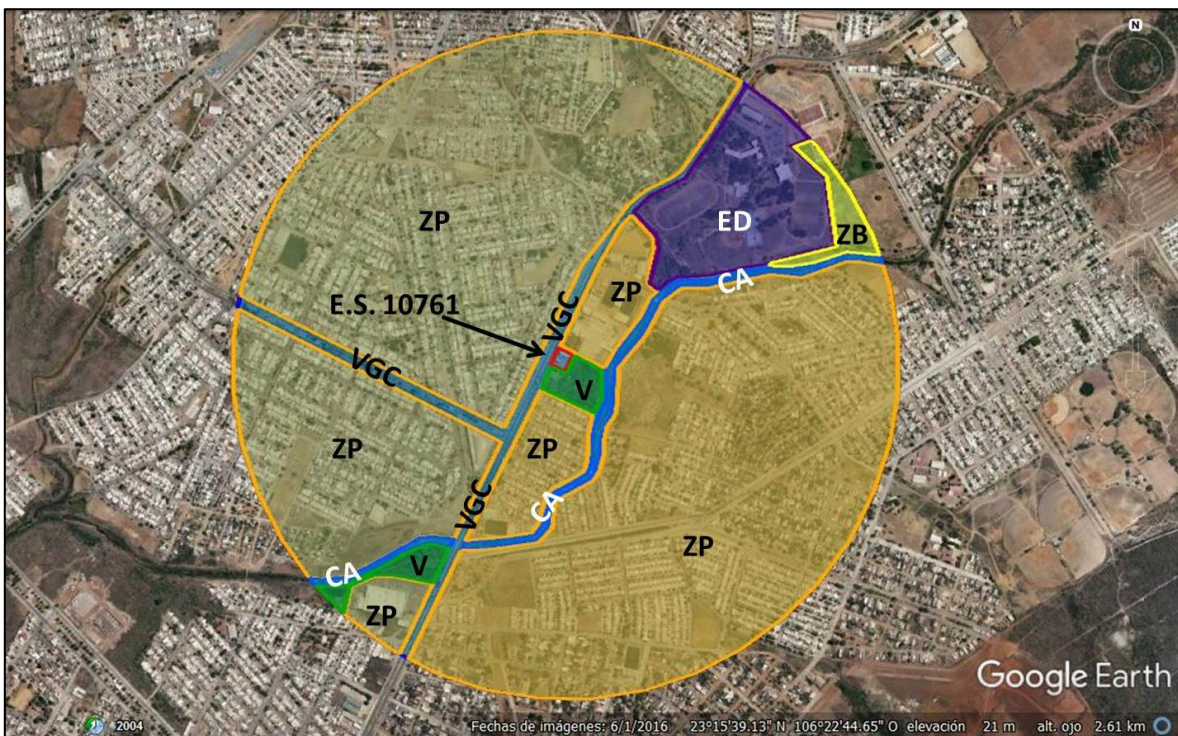 N
ZP
ED
ZB
CA
ZP
E.S. 10761
VGC
VGC
V
ZP
ZP
VGC
CA
ZP
CA
V
ZP
Google Earth
2004
Fechas de imágenes: 6/1/2016 23°15'39.13" N 106°22'44.65" O elevación 21 m alt. ojo 2.61 km